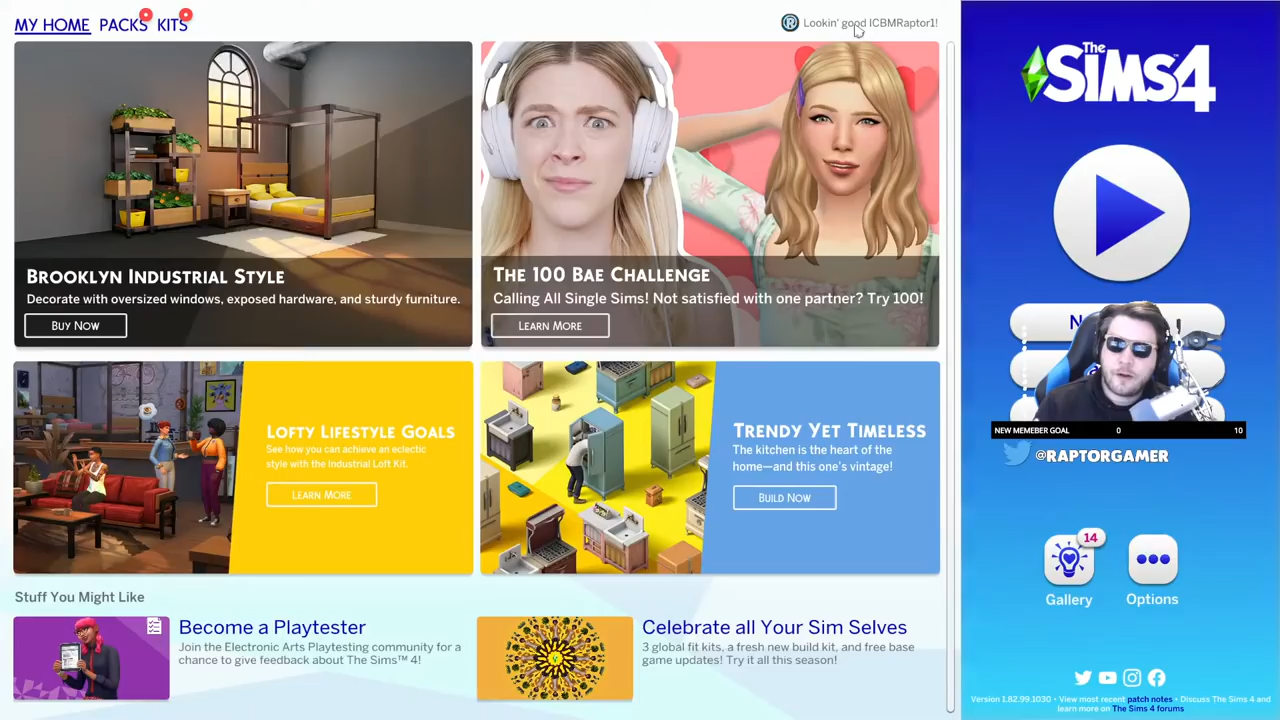 MY HOME PACKS KITS
Lookin' good ICBMRaptor1!
BROOKLYN INDUSTRIAL STYLE
Decorate with oversized windows, exposed hardware, and sturdy furniture.
BUY NOW
THE 100 BAE CHALLENGE
Calling All Single Sims! Not satisfied with one partner? Try 100!
LEARN MORE
LOFTY LIFESTYLE GOALS
See how you can achieve an eclectic
style with the Industrial Loft Kit.
LEARN MORE
TRENDY YET TIMELESS
The kitchen is the heart of the
home—and this one's vintage!
BUILD NOW
Stuff You Might Like
Become a Playtester
Join the Electronic Arts Playtesting community for a
chance to give feedback about The Sims™ 4!
Celebrate all Your Sim Selves
3 global fit kits, a fresh new build kit, and free base
game updates! Try it all this season!
The
SiMS 4
NEW MEMEBER GOAL 0 10
@RAPTORGAMER
14
Gallery
Options
Version 1.82.99.1030 • View most recent patch notes • Discuss The Sims 4 and
learn more on The Sims 4 forums